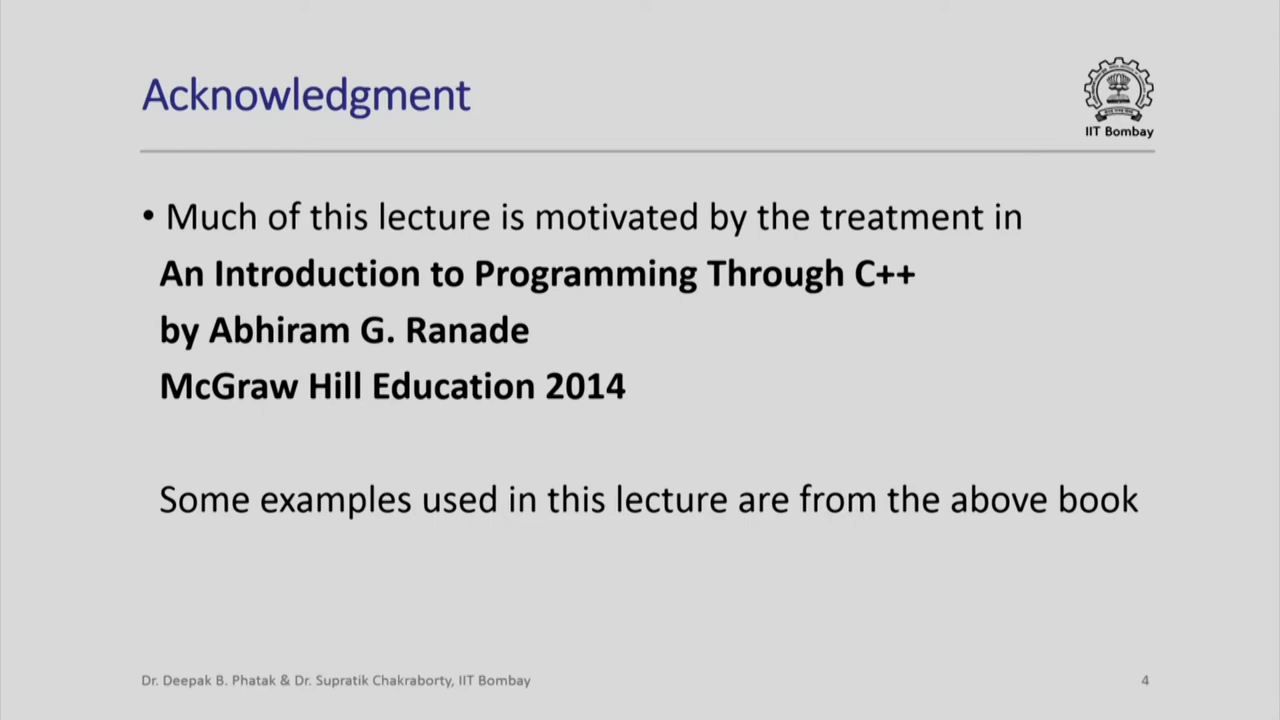 Acknowledgment
IIT Bombay
• Much of this lecture is motivated by the treatment in
An Introduction to Programming Through C++
by Abhiram G. Ranade
McGraw Hill Education 2014
Some examples used in this lecture are from the above book
Dr. Deepak B. Phatak & Dr. Supratik Chakraborty, IIT Bombay
4